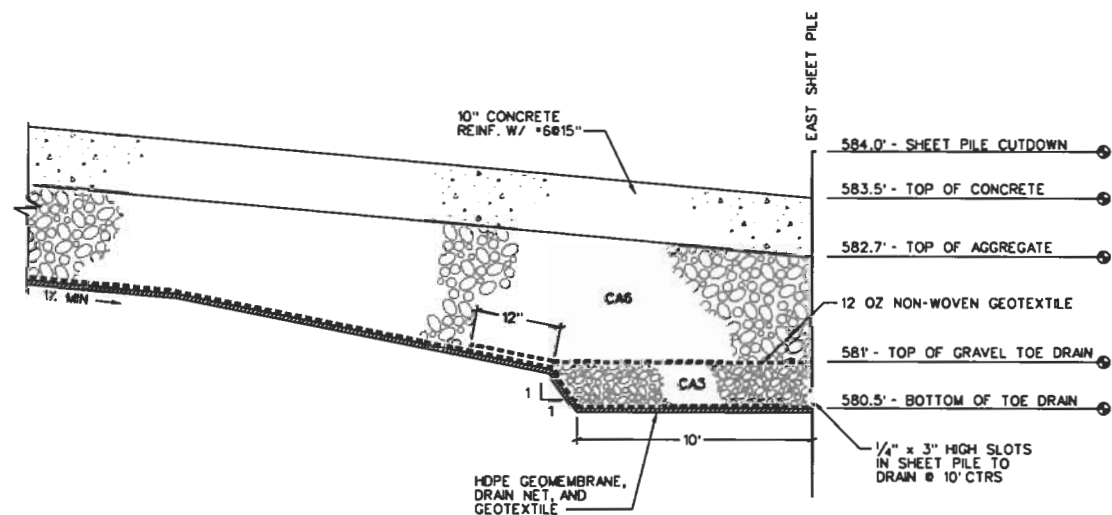 EAST SHEET PILE
10" CONCRETE
REINF. W/ #6@15"
584.0' - SHEET PILE CUTDOWN
583.5' - TOP OF CONCRETE
582.7' - TOP OF AGGREGATE
12 OZ NON-WOVEN GEOTEXTILE
CA6
1% MIN
12"
581' - TOP OF GRAVEL TOE DRAIN
CA3
1
1
580.5' - BOTTOM OF TOE DRAIN
10'
1/4" x 3" HIGH SLOTS
IN SHEET PILE TO
DRAIN @ 10' CTRS
HDPE GEOMEMBRANE,
DRAIN NET, AND
GEOTEXTILE